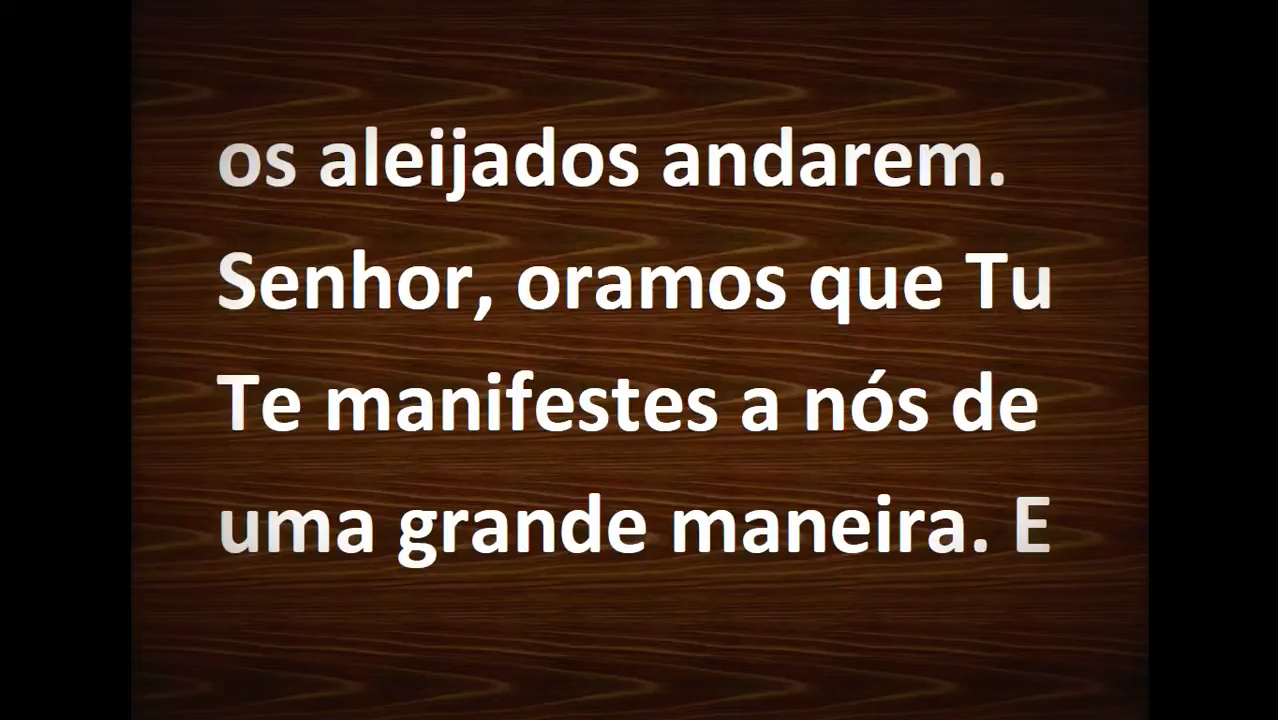 os aleijados andarem.
Senhor, oramos que Tu
Te manifestes a nós de
uma grande maneira. E